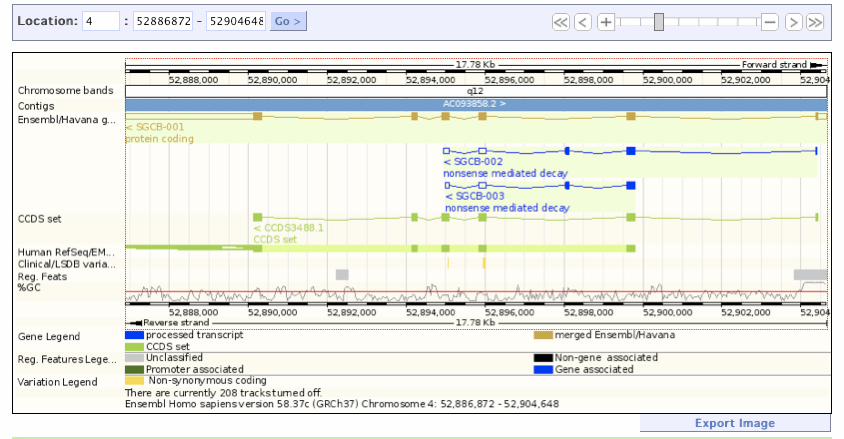 Location: 4 : 52886872 - 52904648 Go >
17.78 Kb Forward strand
52,888,000 52,890,000 52,892,000 52,894,000 52,896,000 52,898,000 52,900,000 52,902,000 52,904
Chromosome bands q12
Contigs AC093858.2 >
Ensembl/Havana g...
< SGCB-001
protein coding
< SGCB-002
nonsense mediated decay
< SGCB-003
nonsense mediated decay
CCDS set
< CCDS3488.1
CCDS set
Human RefSeq/EM...
Clinical/LSDB varia...
Reg. Feats
%GC
52,888,000 52,890,000 52,892,000 52,894,000 52,896,000 52,898,000 52,900,000 52,902,000 52,904
Reverse strand 17.78 Kb
Gene Legend processed transcript merged Ensembl/Havana
CCDS set
Reg. Features Lege... Unclassified Non-gene associated
Promoter associated Gene associated
Variation Legend Non-synonymous coding
There are currently 208 tracks turned off.
Ensembl Homo sapiens version 58.37c (GRCh37) Chromosome 4: 52,886,872 - 52,904,648
Export Image